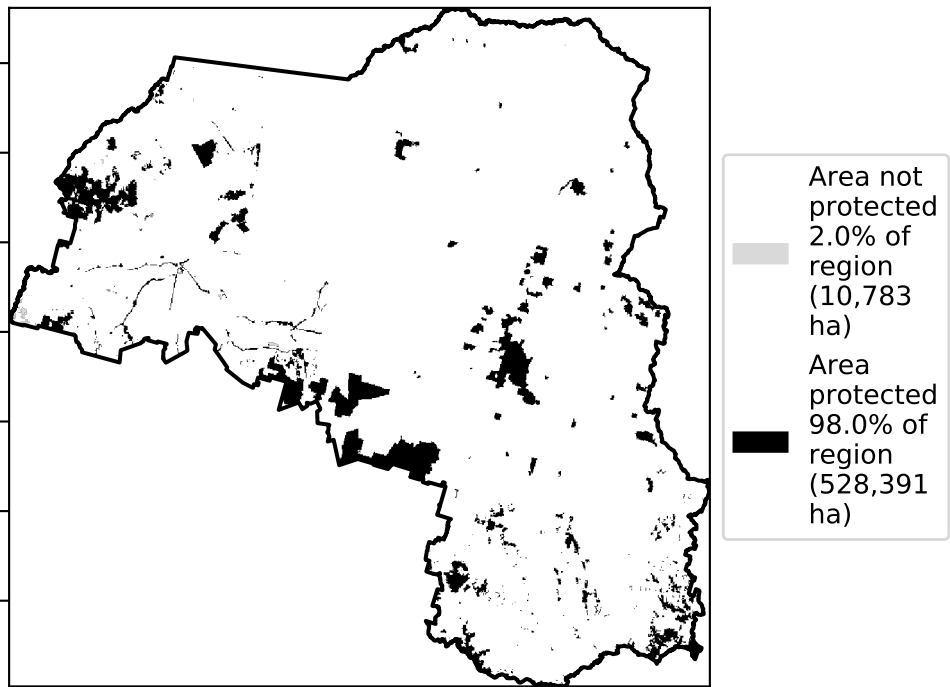 Area not
protected
2.0% of
region
(10,783
ha)
Area
protected
98.0% of
region
(528,391
ha)